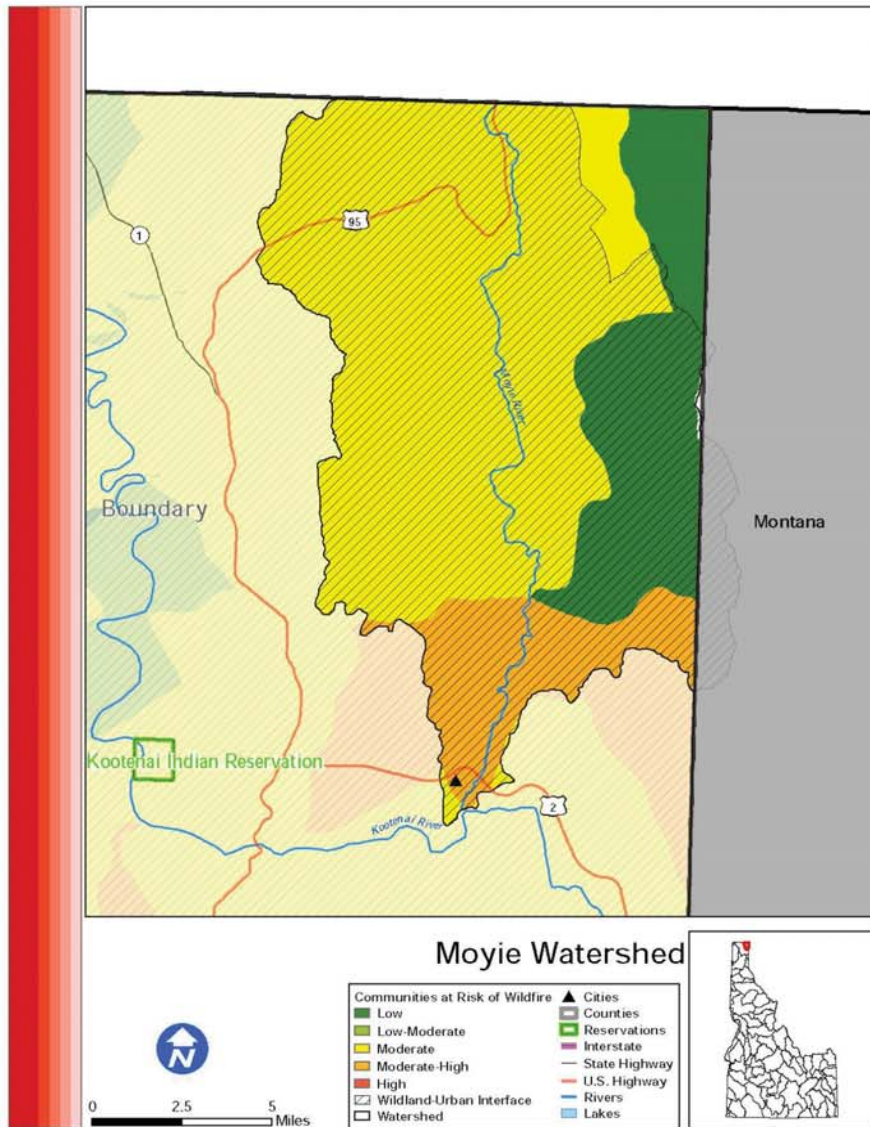 95
1
Moyie River
Boundary
Montana
Kootenai Indian Reservation
2
Kootenai River
Moyie Watershed
Communities at Risk of Wildfire
Low
Low-Moderate
Moderate
Moderate-High
High
Wildland-Urban Interface
Watershed
Cities
Counties
Reservations
Interstate
State Highway
U.S. Highway
Rivers
Lakes
N
0 2.5 5
Miles